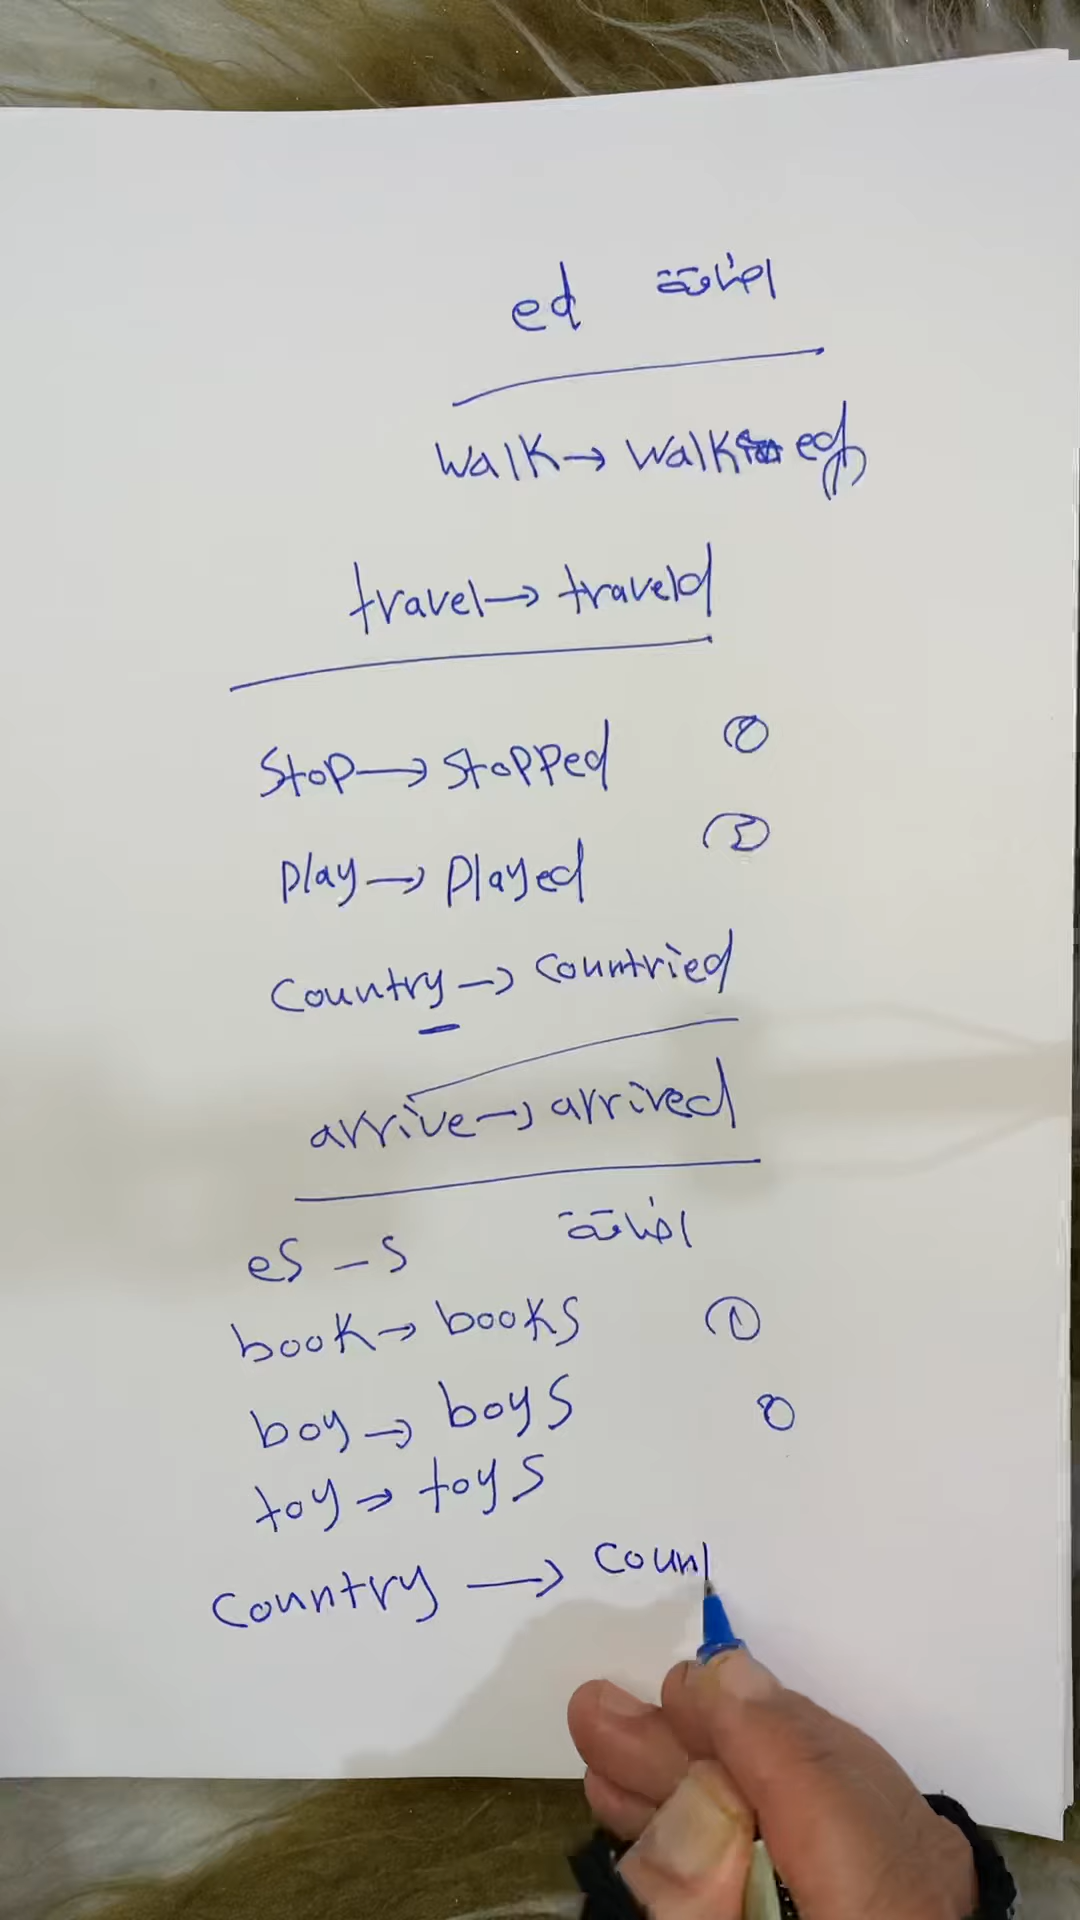 ed اضافة
walk → walked
travel → traveld
Stop → stopped
play → played
Country → countried
arrive → arrived
es - s اضافة
book → books ①
boy → boys
toy → toys
Country → Coun